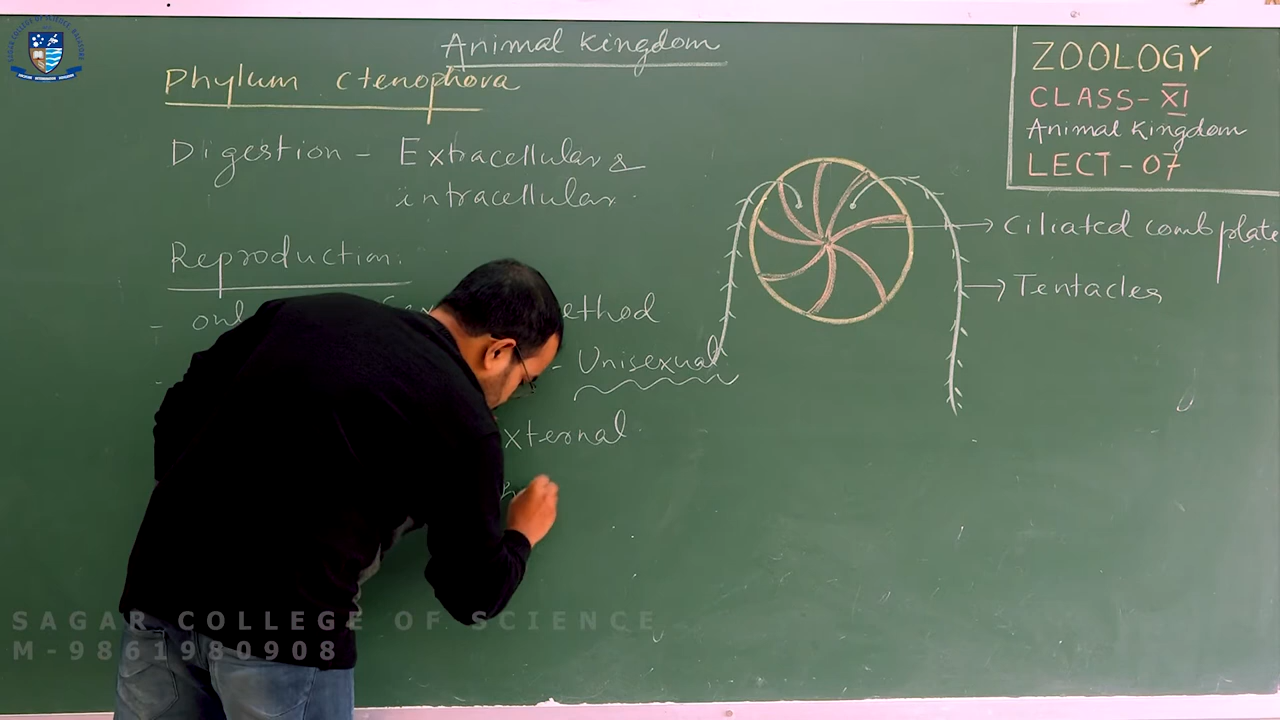 Animal Kingdom
Phylum Ctenophora
Digestion - Extracellular &
intracellular.
Reproduction:
- ethod
- Unisexual
xternal
ZOOLOGY
CLASS- XI
Animal Kingdom
LECT-07
Ciliated comb plate
Tentacles
SAGAR COLLEGE OF SCIENCE
M-9861980908